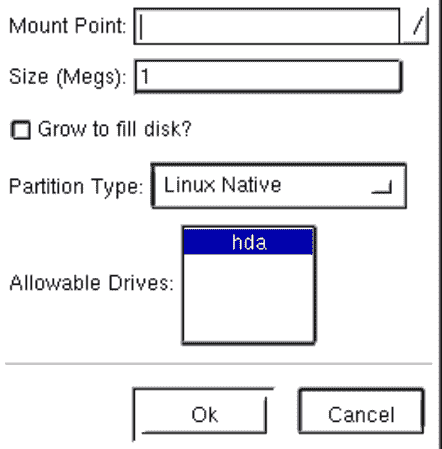 Mount Point:
Size (Megs): 1
Grow to fill disk?
Partition Type: Linux Native
hda
Allowable Drives:
Ok Cancel